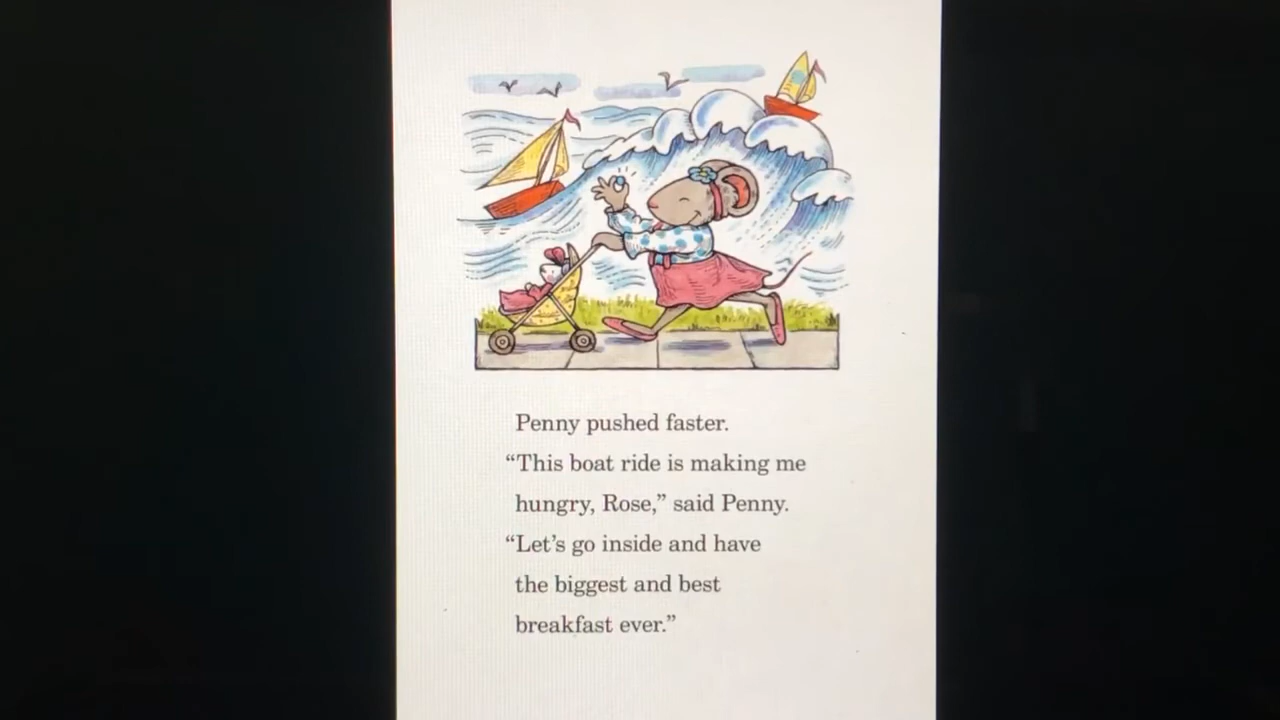 Penny pushed faster.
“This boat ride is making me
hungry, Rose,” said Penny.
“Let’s go inside and have
the biggest and best
breakfast ever.”